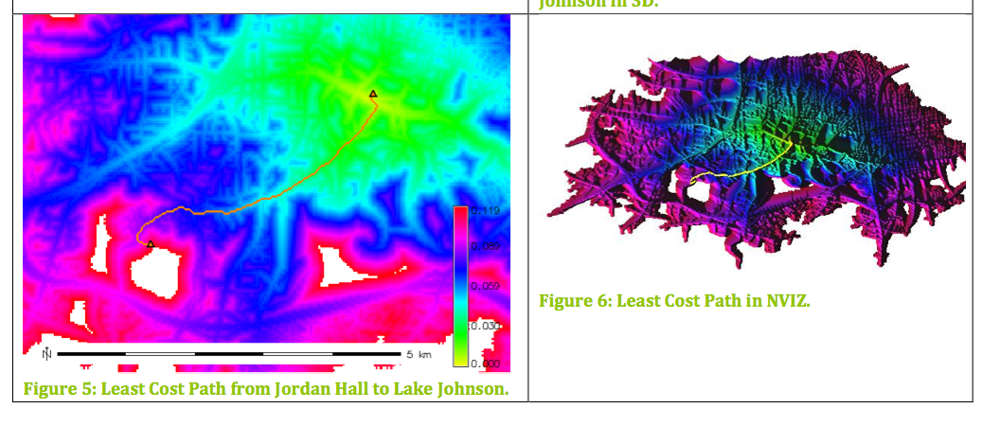 Johnson in 3D.
0.119
0.089
0.059
0.030
0.000
N
5 km
Figure 6: Least Cost Path in NVIZ.
Figure 5: Least Cost Path from Jordan Hall to Lake Johnson.